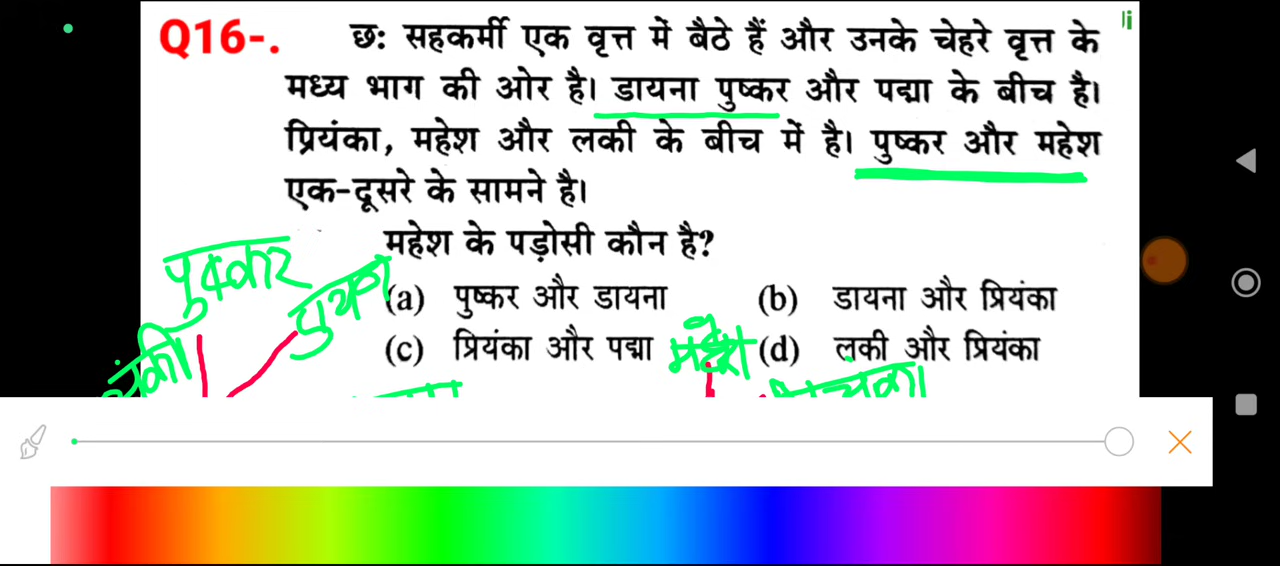 Q16-. छः सहकर्मी एक वृत्त में बैठे हैं और उनके चेहरे वृत्त के
मध्य भाग की ओर है। डायना पुष्कर और पद्मा के बीच है।
प्रियंका, महेश और लकी के बीच में है। पुष्कर और महेश
एक-दूसरे के सामने है।
महेश के पड़ोसी कौन है?
पुष्कर
(a) पुष्कर और डायना (b) डायना और प्रियंका
(c) प्रियंका और पद्मा महेश (d) लकी और प्रियंका